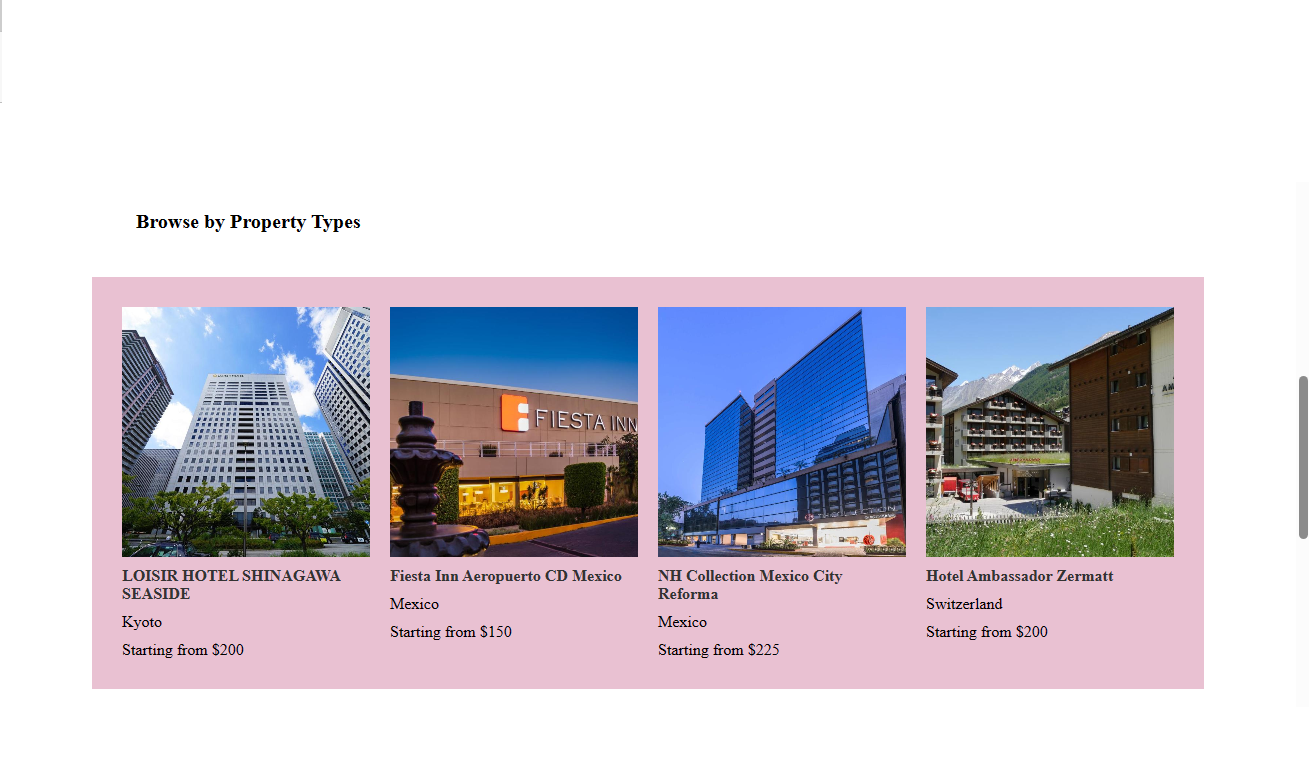 Browse by Property Types
FIESTA INN
LOISIR HOTEL SHINAGAWA
SEASIDE
Kyoto
Starting from $200
Fiesta Inn Aeropuerto CD Mexico
Mexico
Starting from $150
NH Collection Mexico City
Reforma
Mexico
Starting from $225
Hotel Ambassador Zermatt
Switzerland
Starting from $200